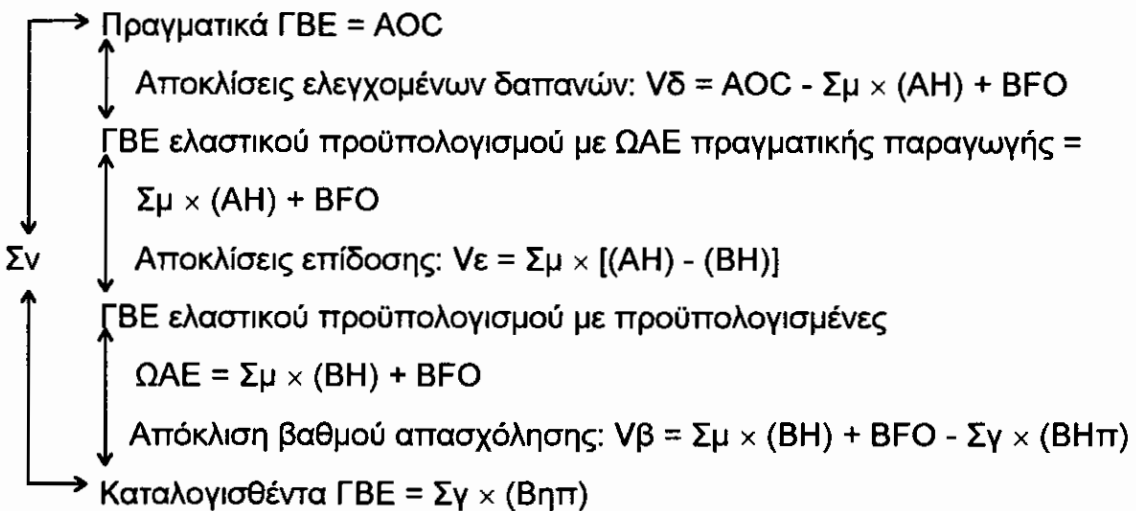 Πραγματικά ΓΒΕ = AOC
Αποκλίσεις ελεγχομένων δαπανών: Vδ = AOC - Σμ × (AH) + BFO
ΓΒΕ ελαστικού προϋπολογισμού με ΩΑΕ πραγματικής παραγωγής =
Σμ × (AH) + BFO
Σν
Αποκλίσεις επίδοσης: Vε = Σμ × [(AH) - (BH)]
ΓΒΕ ελαστικού προϋπολογισμού με προϋπολογισμένες
ΩΑΕ = Σμ × (BH) + BFO
Απόκλιση βαθμού απασχόλησης: Vβ = Σμ × (BH) + BFO - Σγ × (BHπ)
Καταλογισθέντα ΓΒΕ = Σγ × (Βηπ)